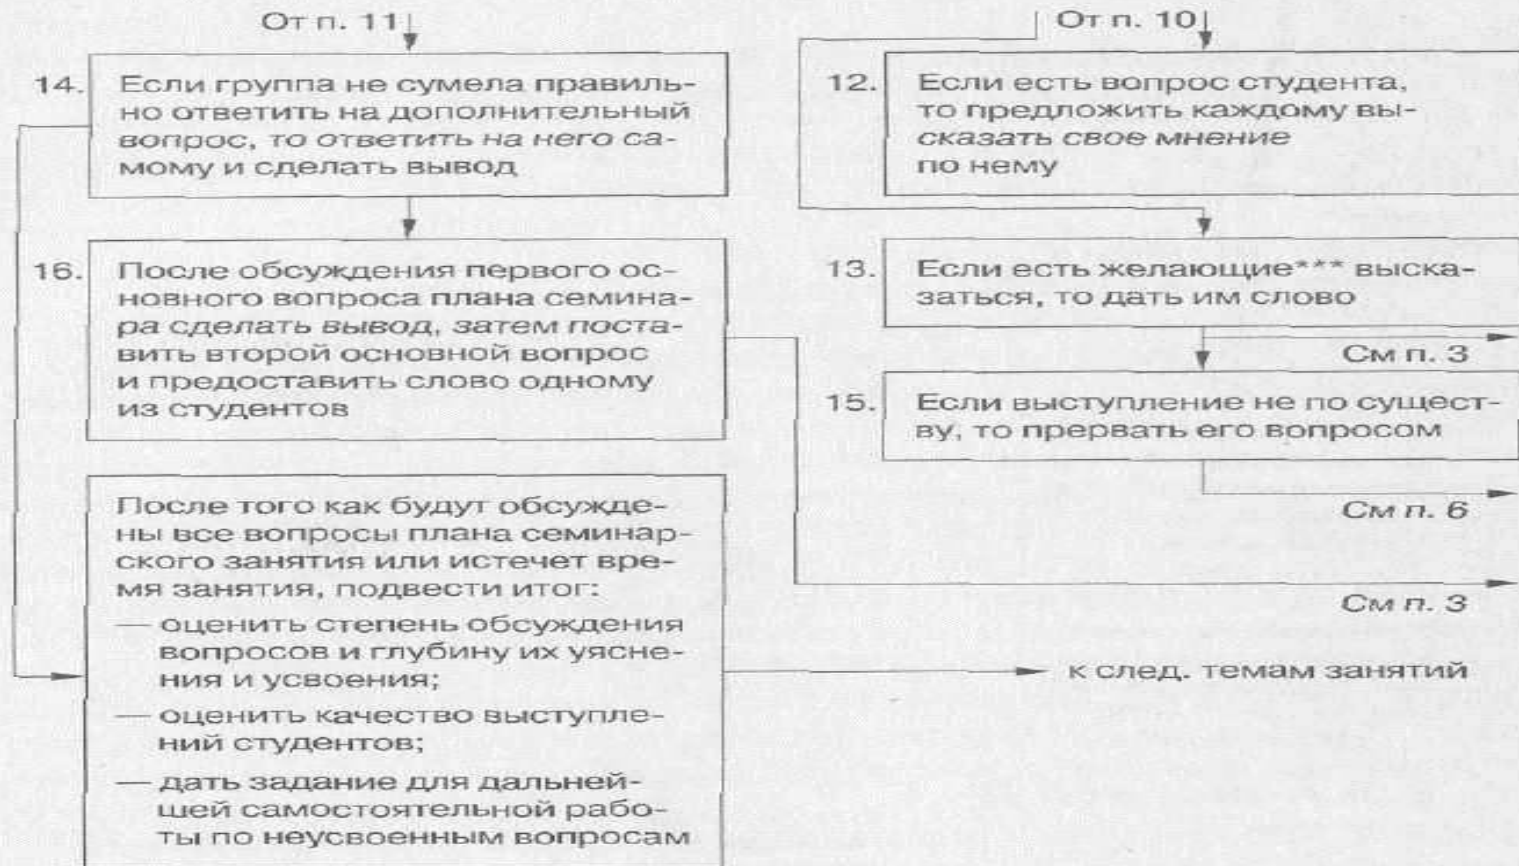 От п. 11
14. Если группа не сумела правиль-
но ответить на дополнительный
вопрос, то ответить на него са-
мому и сделать вывод
16. После обсуждения первого ос-
новного вопроса плана семина-
ра сделать вывод, затем поста-
вить второй основной вопрос
и предоставить слово одному
из студентов
После того как будут обсужде-
ны все вопросы плана семинар-
ского занятия или истечет вре-
мя занятия, подвести итог:
— оценить степень обсуждения
вопросов и глубину их уясне-
ния и усвоения;
— оценить качество выступле-
ний студентов;
— дать задание для дальней-
шей самостоятельной рабо-
ты по неусвоенным вопросам
От п. 10
12. Если есть вопрос студента,
то предложить каждому вы-
сказать свое мнение
по нему
13. Если есть желающие*** выска-
заться, то дать им слово
См п. 3
15. Если выступление не по сущест-
ву, то прервать его вопросом
См п. 6
См п. 3
к след. темам занятий